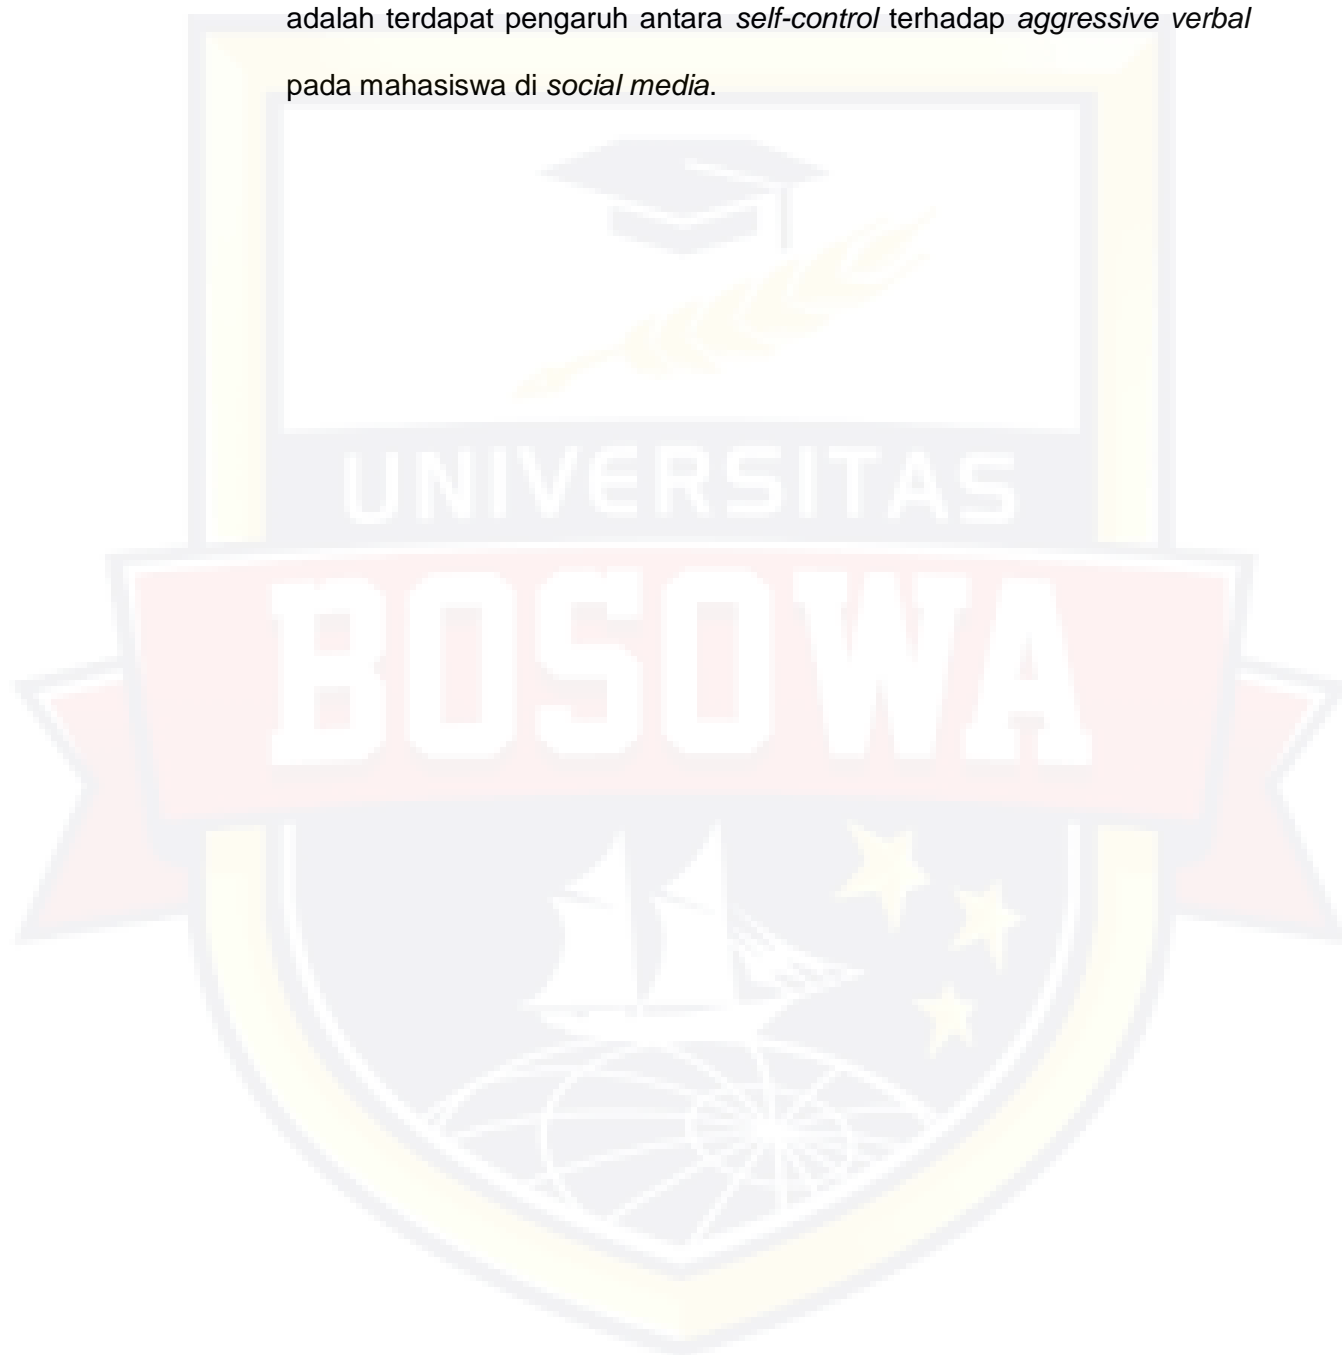 adalah terdapat pengaruh antara self-control terhadap aggressive verbal
pada mahasiswa di social media.
UNIVERSITAS
BOSOWA